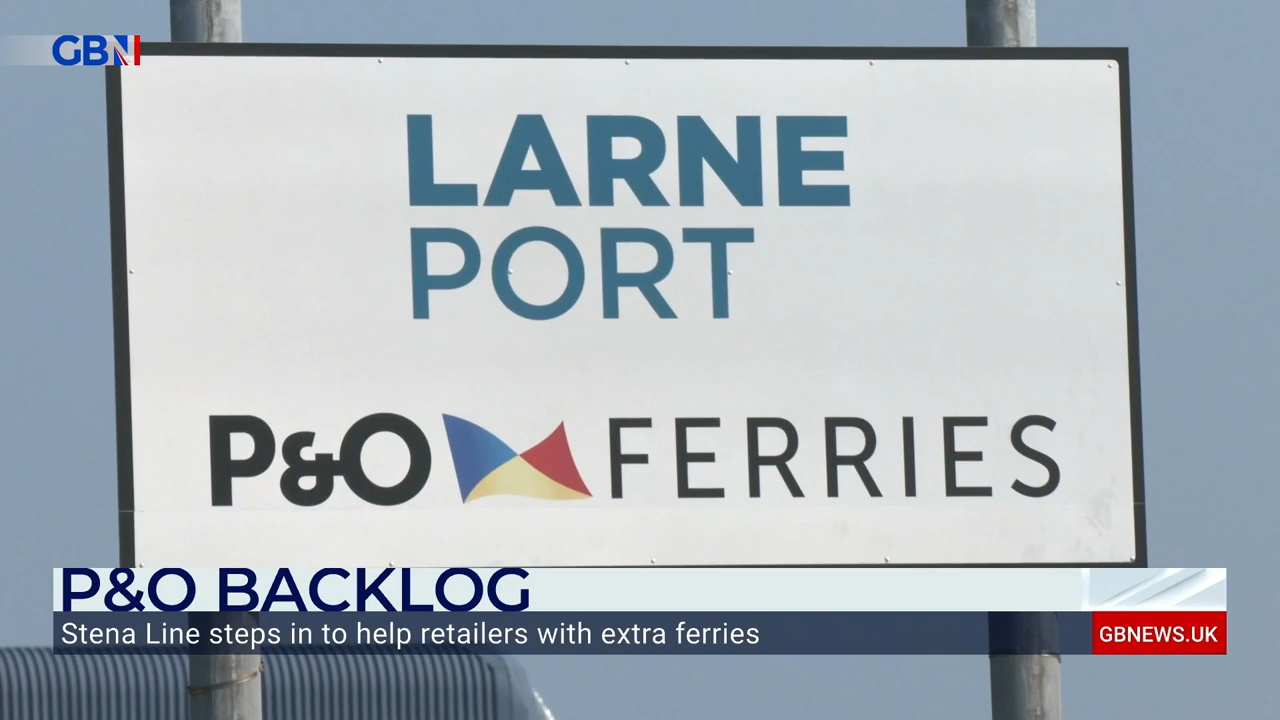 GBN
LARNE
PORT
P&O FERRIES
P&O BACKLOG
Stena Line steps in to help retailers with extra ferries
GBNEWS.UK